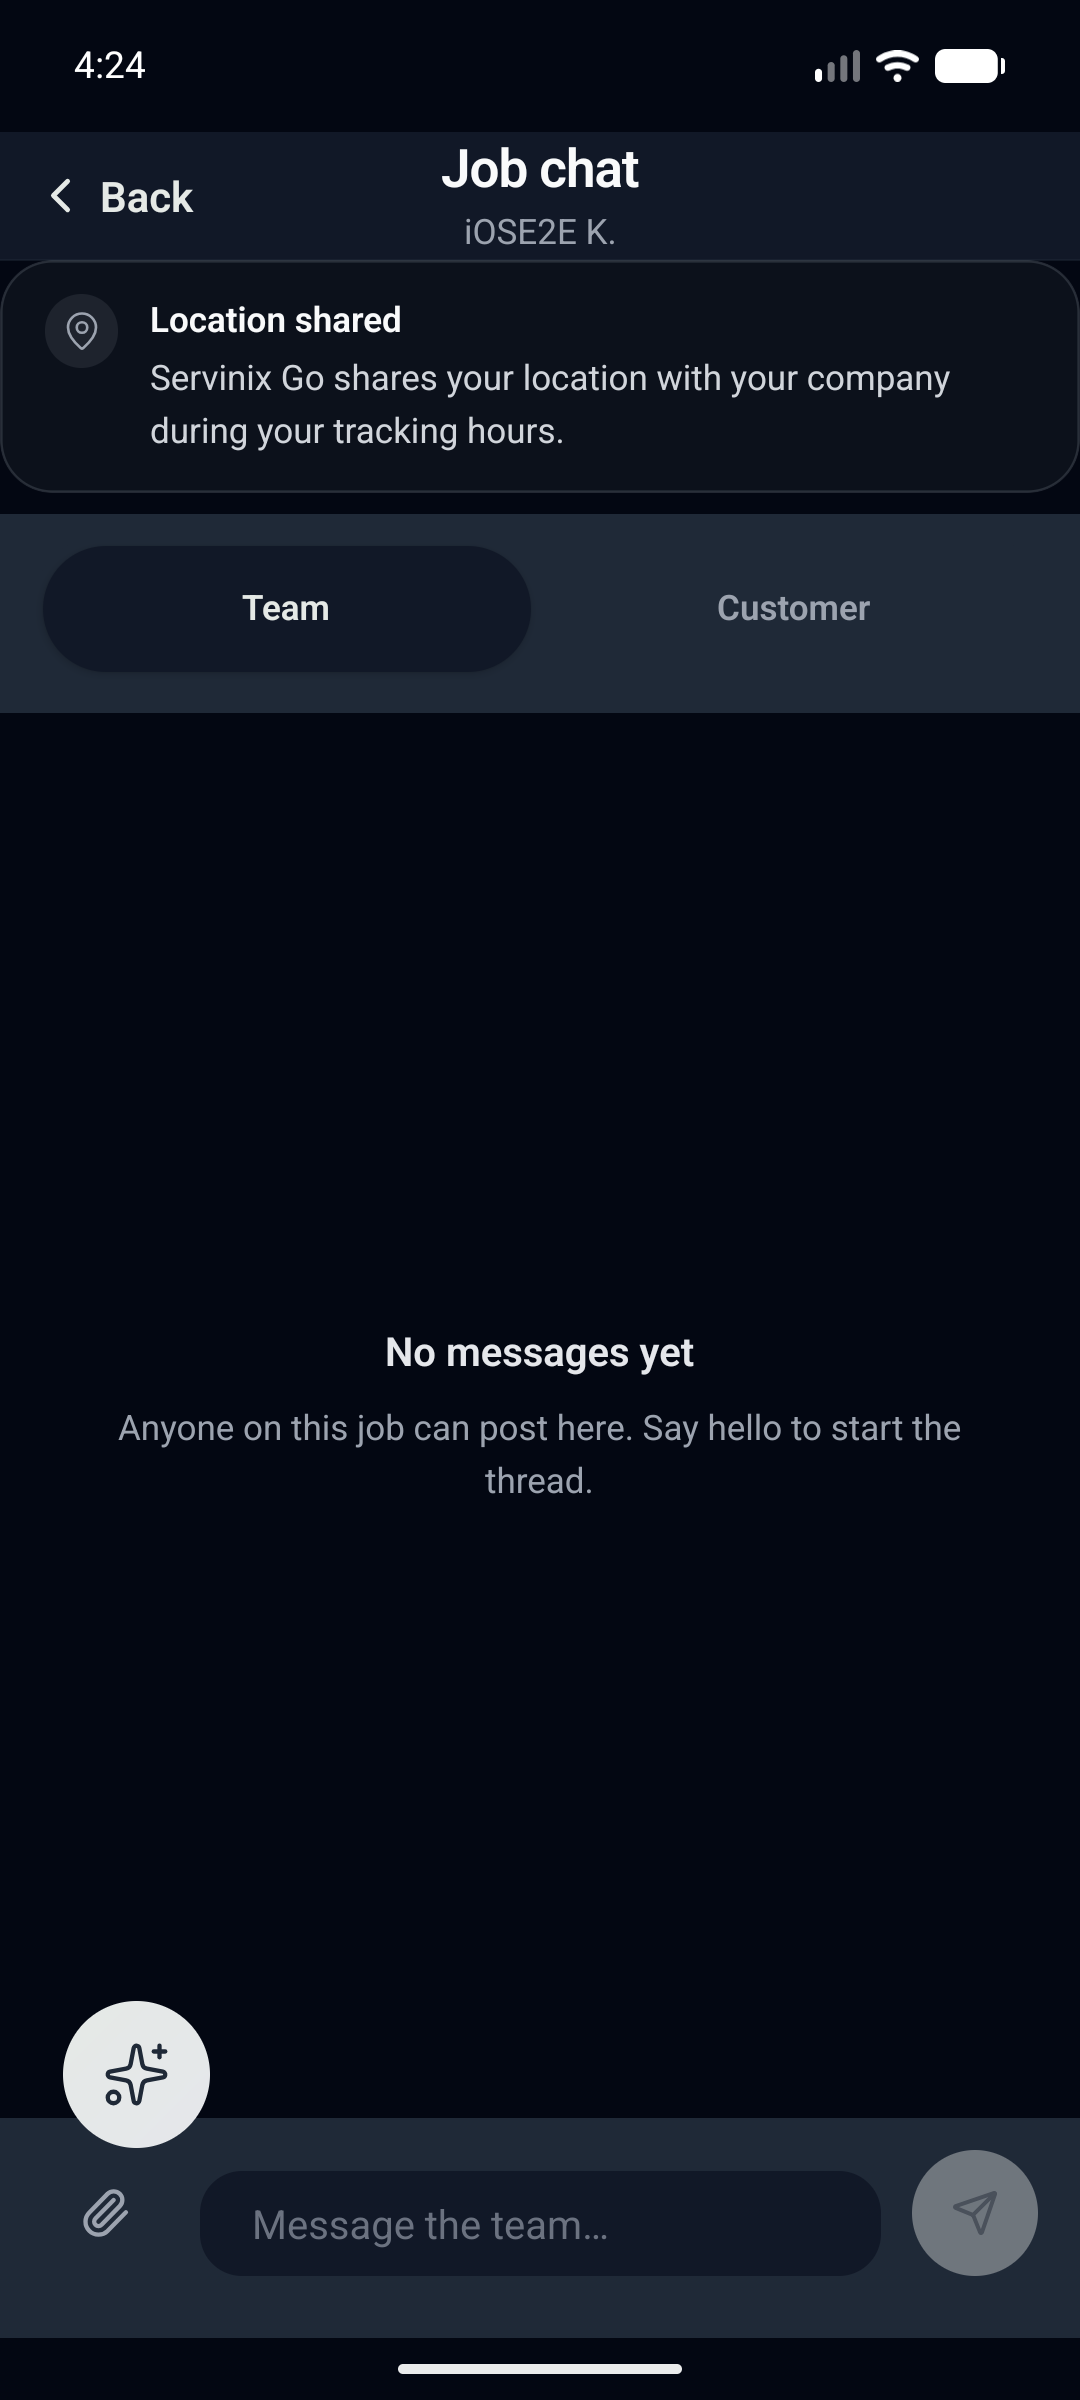 4:24
Back
Job chat
iOSE2E K.
Location shared
Servinix Go shares your location with your company
during your tracking hours.
Team
Customer
No messages yet
Anyone on this job can post here. Say hello to start the
thread.
Message the team…